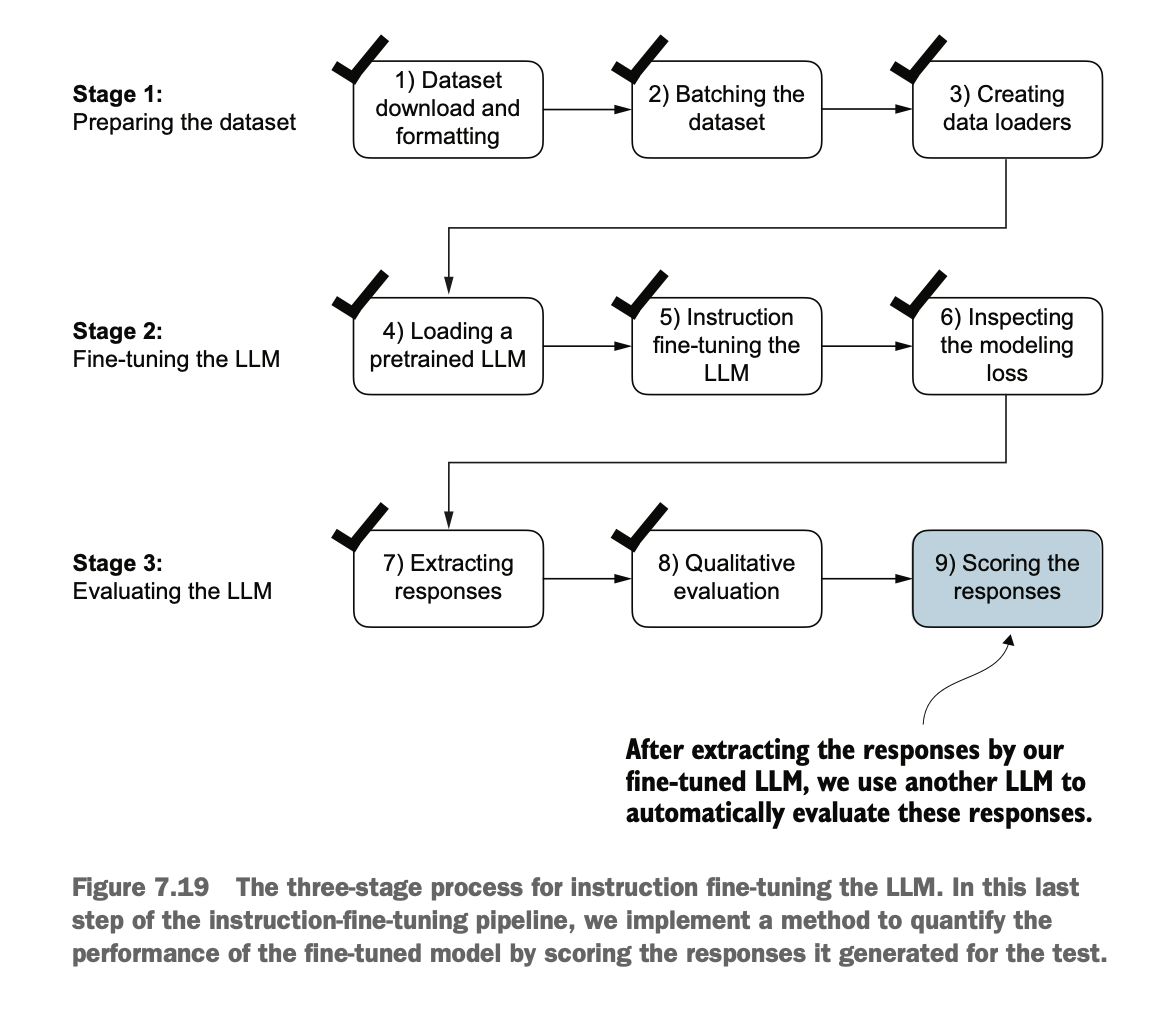 Stage 1:
Preparing the dataset
1) Dataset
download and
formatting
2) Batching the
dataset
3) Creating
data loaders
Stage 2:
Fine-tuning the LLM
4) Loading a
pretrained LLM
5) Instruction
fine-tuning the
LLM
6) Inspecting
the modeling
loss
Stage 3:
Evaluating the LLM
7) Extracting
responses
8) Qualitative
evaluation
9) Scoring the
responses
After extracting the responses by our
fine-tuned LLM, we use another LLM to
automatically evaluate these responses.
Figure 7.19 The three-stage process for instruction fine-tuning the LLM. In this last
step of the instruction-fine-tuning pipeline, we implement a method to quantify the
performance of the fine-tuned model by scoring the responses it generated for the test.